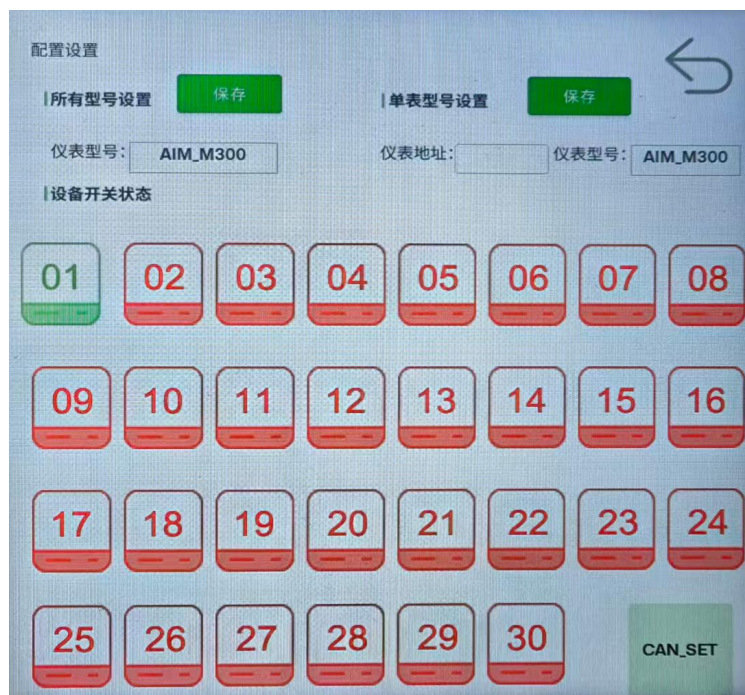 配置设置
所有型号设置 保存 单表型号设置 保存
仪表型号: AIM_M300 仪表地址: 仪表型号: AIM_M300
设备开关状态
01 02 03 04 05 06 07 08
09 10 11 12 13 14 15 16
17 18 19 20 21 22 23 24
25 26 27 28 29 30 CAN_SET